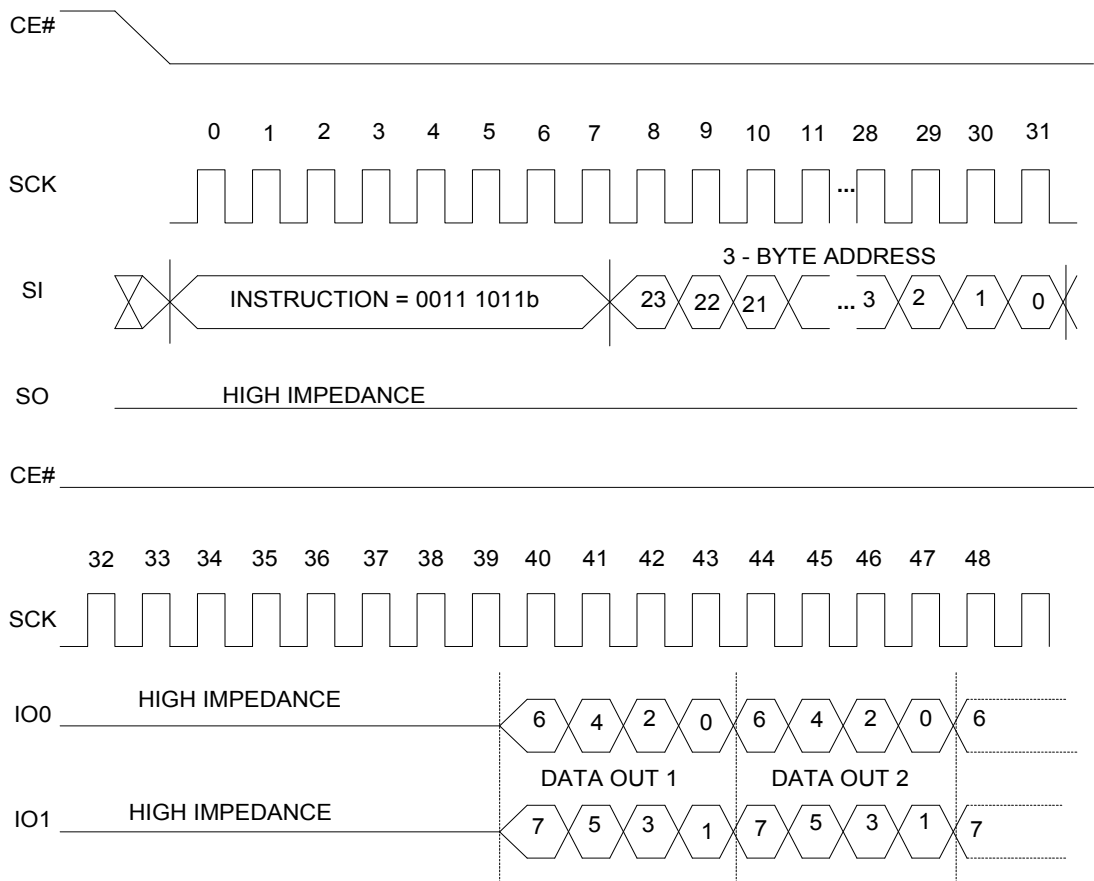 CE#
0 1 2 3 4 5 6 7 8 9 10 11 28 29 30 31
SCK ...
3 - BYTE ADDRESS
SI INSTRUCTION = 0011 1011b 23 22 21 ... 3 2 1 0
SO HIGH IMPEDANCE
CE#
32 33 34 35 36 37 38 39 40 41 42 43 44 45 46 47 48
SCK
IO0 HIGH IMPEDANCE 6 4 2 0 6 4 2 0 6
DATA OUT 1 DATA OUT 2
IO1 HIGH IMPEDANCE 7 5 3 1 7 5 3 1 7